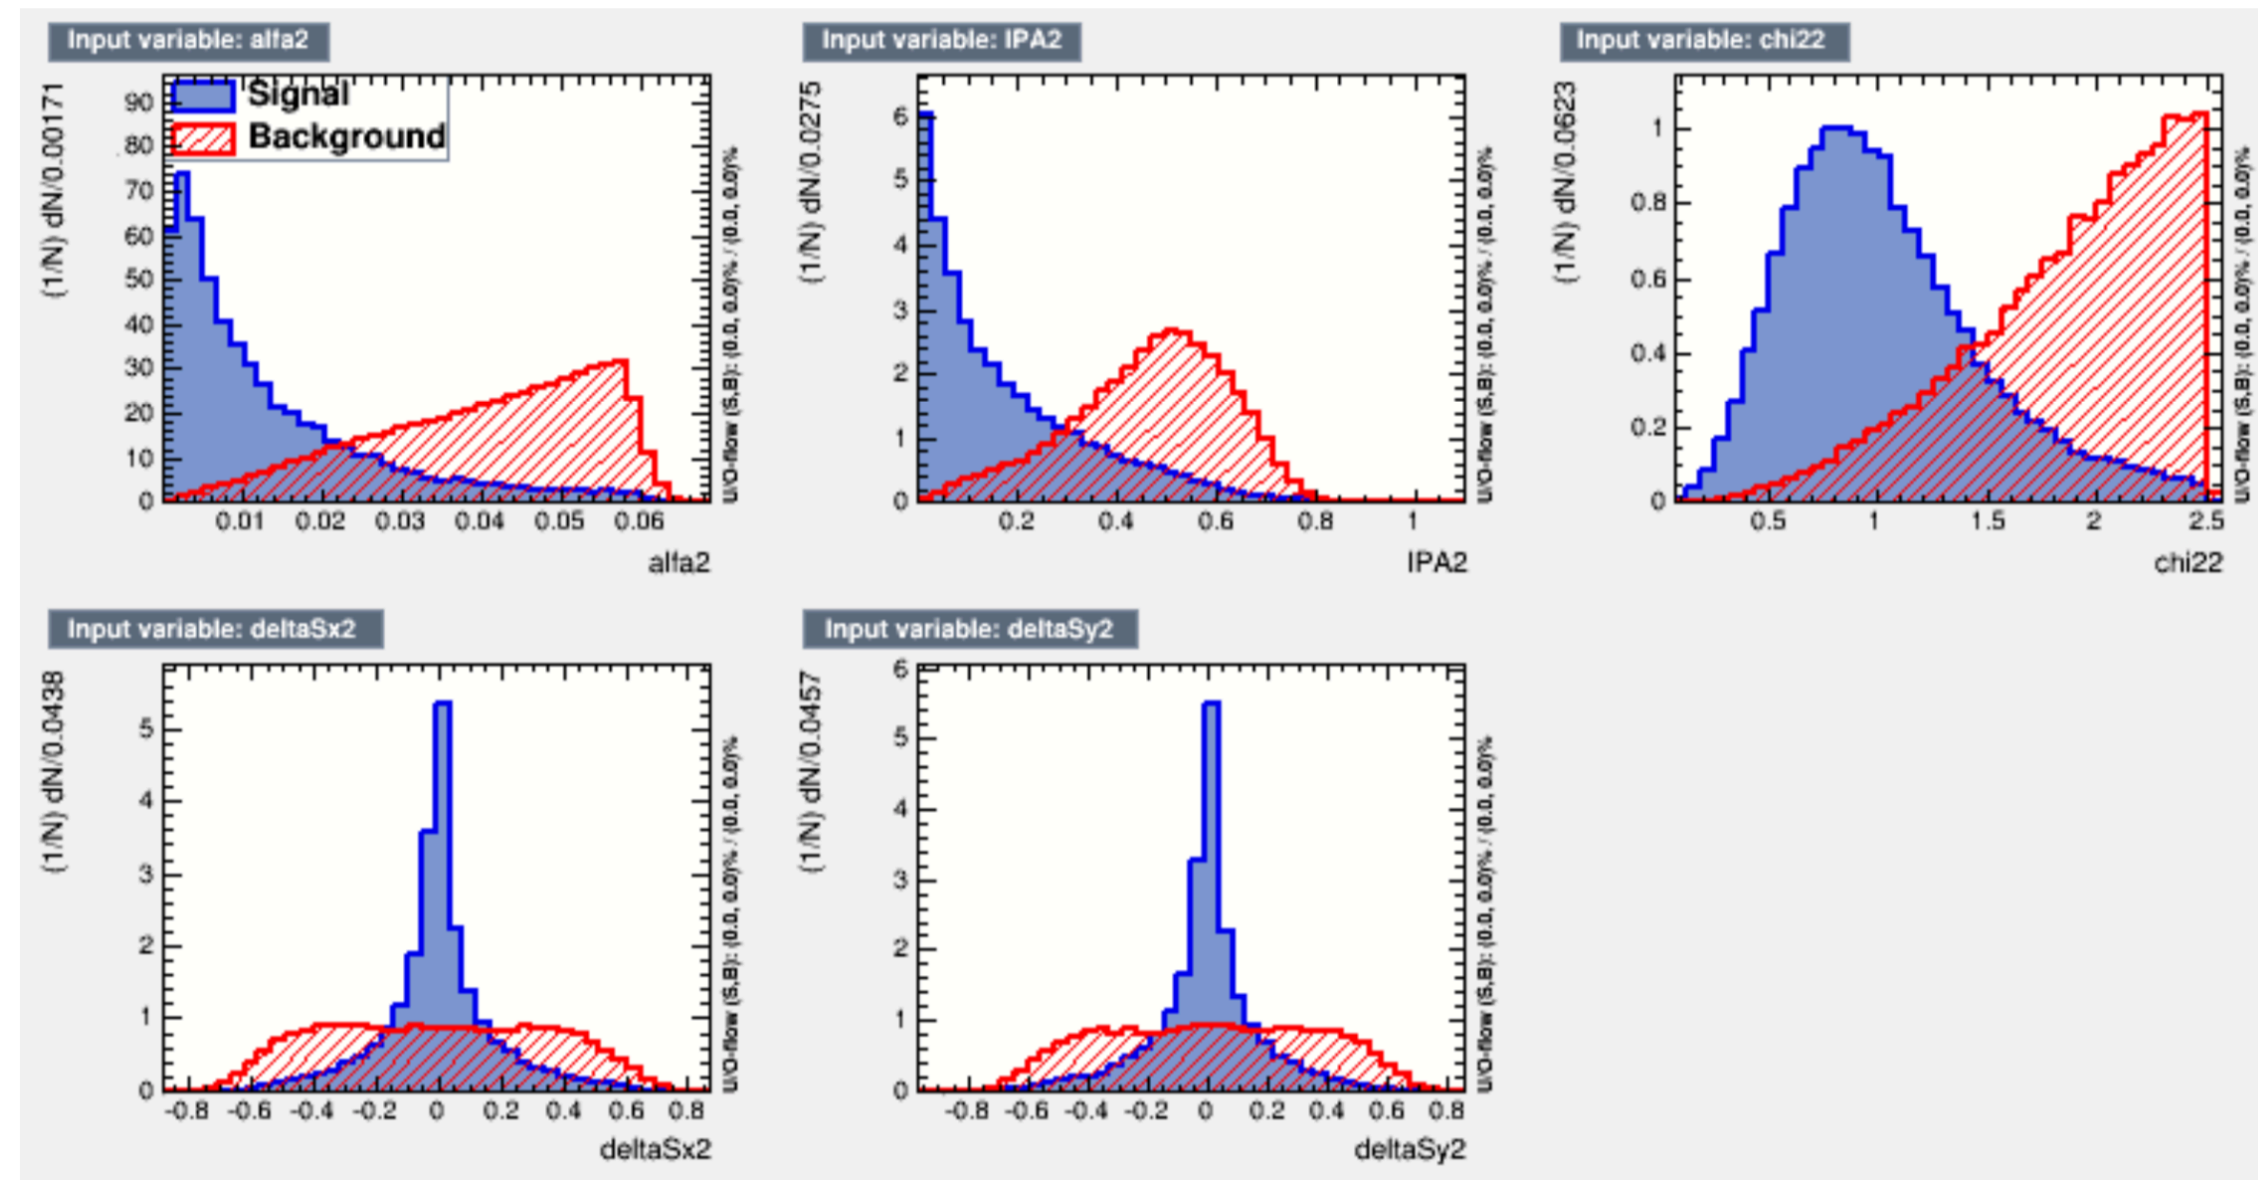 Input variable: alfa2
(1/N) dN/0.00171
90
80
70
60
50
40
30
20
10
0
Signal
Background
0.01 0.02 0.03 0.04 0.05 0.06
alfa2
U/O-flow (S,B): (0.0, 0.0)% / (0.0, 0.0)%
Input variable: IPA2
(1/N) dN/0.0275
6
5
4
3
2
1
0
0.2 0.4 0.6 0.8 1
IPA2
U/O-flow (S,B): (0.0, 0.0)% / (0.0, 0.0)%
Input variable: chi22
(1/N) dN/0.0623
1
0.8
0.6
0.4
0.2
0
0.5 1 1.5 2 2.5
chi22
U/O-flow (S,B): (0.0, 0.0)% / (0.0, 0.0)%
Input variable: deltaSx2
(1/N) dN/0.0438
5
4
3
2
1
0
-0.8 -0.6 -0.4 -0.2 0 0.2 0.4 0.6 0.8
deltaSx2
U/O-flow (S,B): (0.0, 0.0)% / (0.0, 0.0)%
Input variable: deltaSy2
(1/N) dN/0.0457
6
5
4
3
2
1
0
-0.8 -0.6 -0.4 -0.2 0 0.2 0.4 0.6 0.8
deltaSy2
U/O-flow (S,B): (0.0, 0.0)% / (0.0, 0.0)%